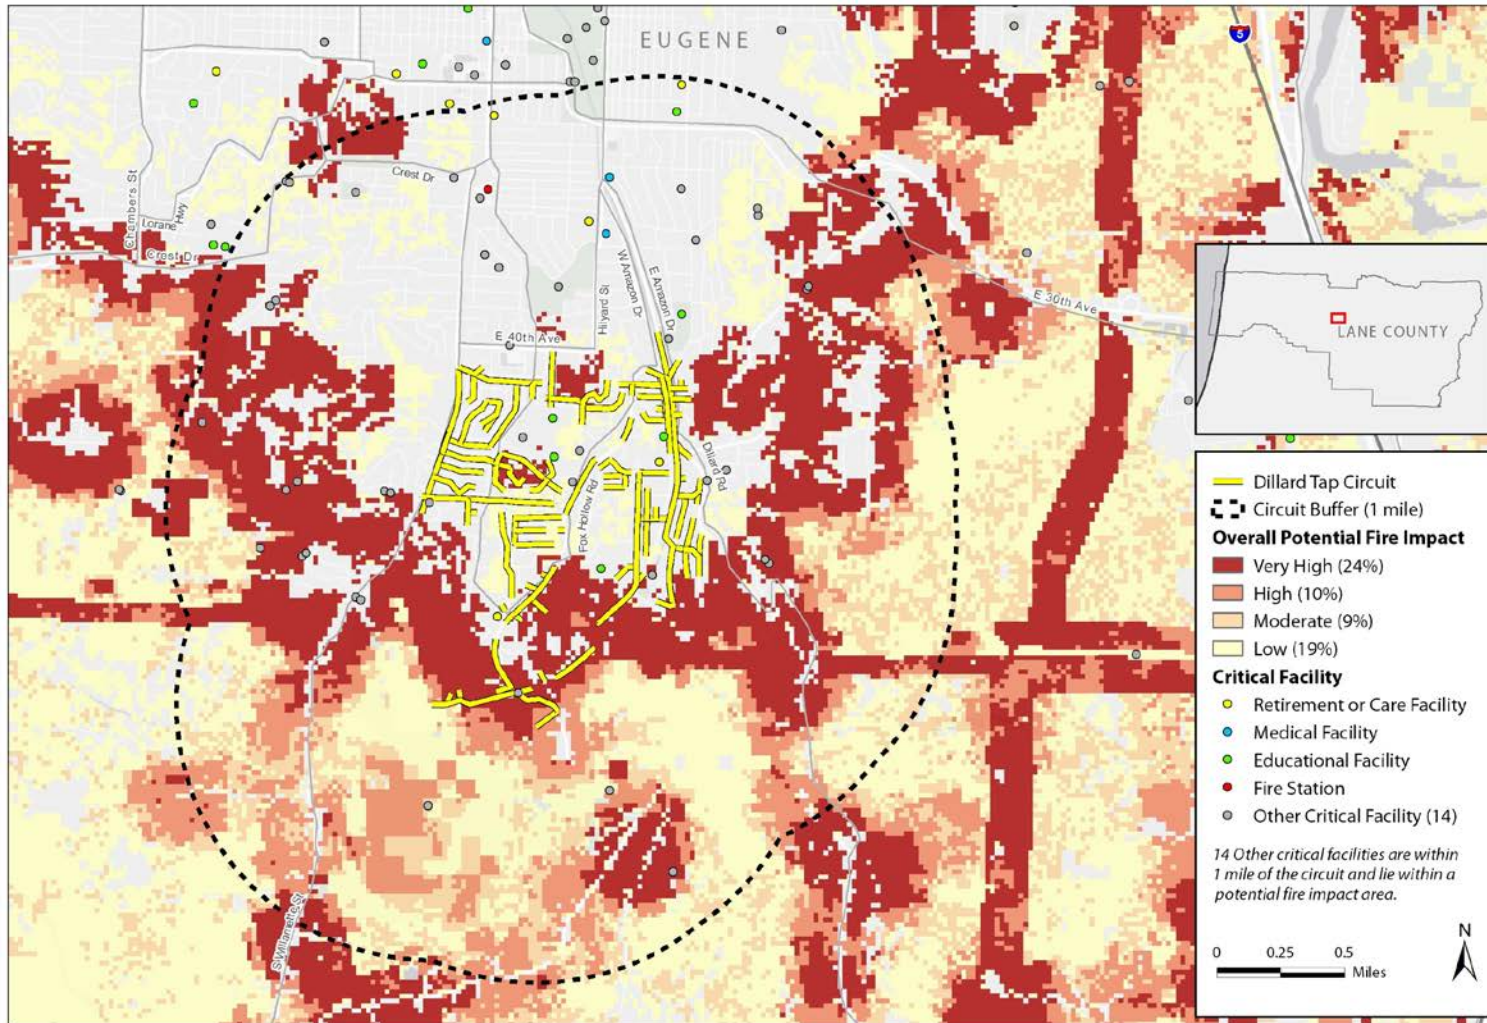 EUGENE
5
Crest Dr
Chambers St
Lorane
Hwy
Crest Dr
W Amazon Dr
E Amazon Dr
Hilyard St
E 30th Ave
E 40th Ave
Dillard Rd
Fox Hollow Rd
S Willamette St
LANE COUNTY
Dillard Tap Circuit
Circuit Buffer (1 mile)
Overall Potential Fire Impact
Very High (24%)
High (10%)
Moderate (9%)
Low (19%)
Critical Facility
Retirement or Care Facility
Medical Facility
Educational Facility
Fire Station
Other Critical Facility (14)
14 Other critical facilities are within
1 mile of the circuit and lie within a
potential fire impact area.
N
0 0.25 0.5
Miles